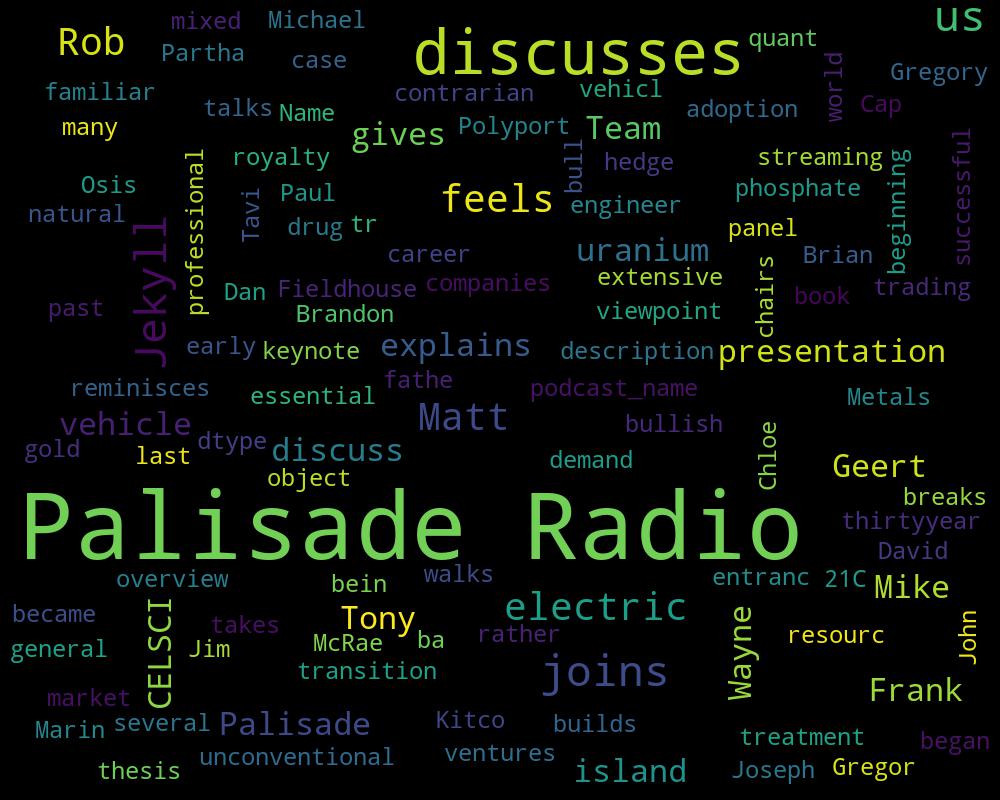 mixed Michael us
Rob discusses quant
Partha case world Gregory
familiar contrarian vehicl adoption Cap
many talks Name gives Polyport Team
royalty bull hedge streaming successful
Osis professional Tavi Paul feels engineer phosphate beginning
natural drug tr panel
Jekyll career uranium Brian
Dan Fieldhouse companies extensive chairs book trading
past Brandon viewpoint
early keynote explains description presentation
reminisces essential fathe podcast_name Metals
vehicle Matt bullish
gold last dtype discuss demand Chloe Geert
object breaks
Palisade Radio thirtyyear
David
overview bein walks entranc 21C Mike
became CELSCI Tony electric Wayne John
general takes Jim McRae ba rather resourc
transition joins Frank
market
Marin several Palisade Kitco builds treatment began
thesis unconventional ventures island Joseph Gregor